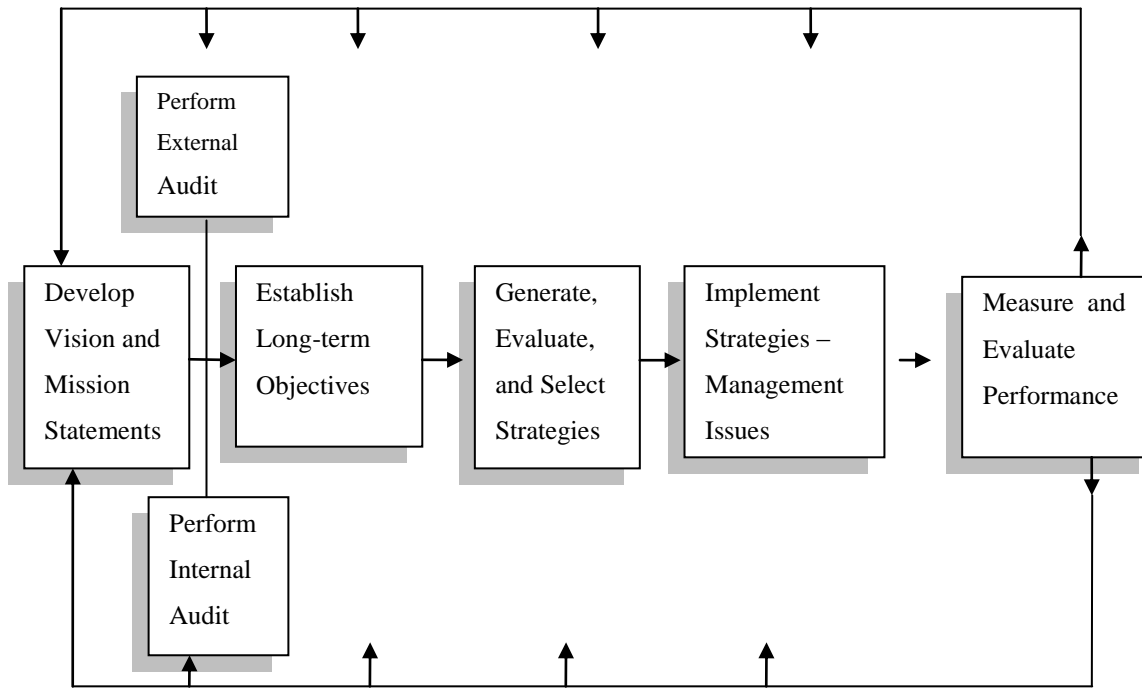 Perform
External
Audit
Develop
Vision and
Mission
Statements
Establish
Long-term
Objectives
Generate,
Evaluate,
and Select
Strategies
Implement
Strategies –
Management
Issues
Measure and
Evaluate
Performance
Perform
Internal
Audit